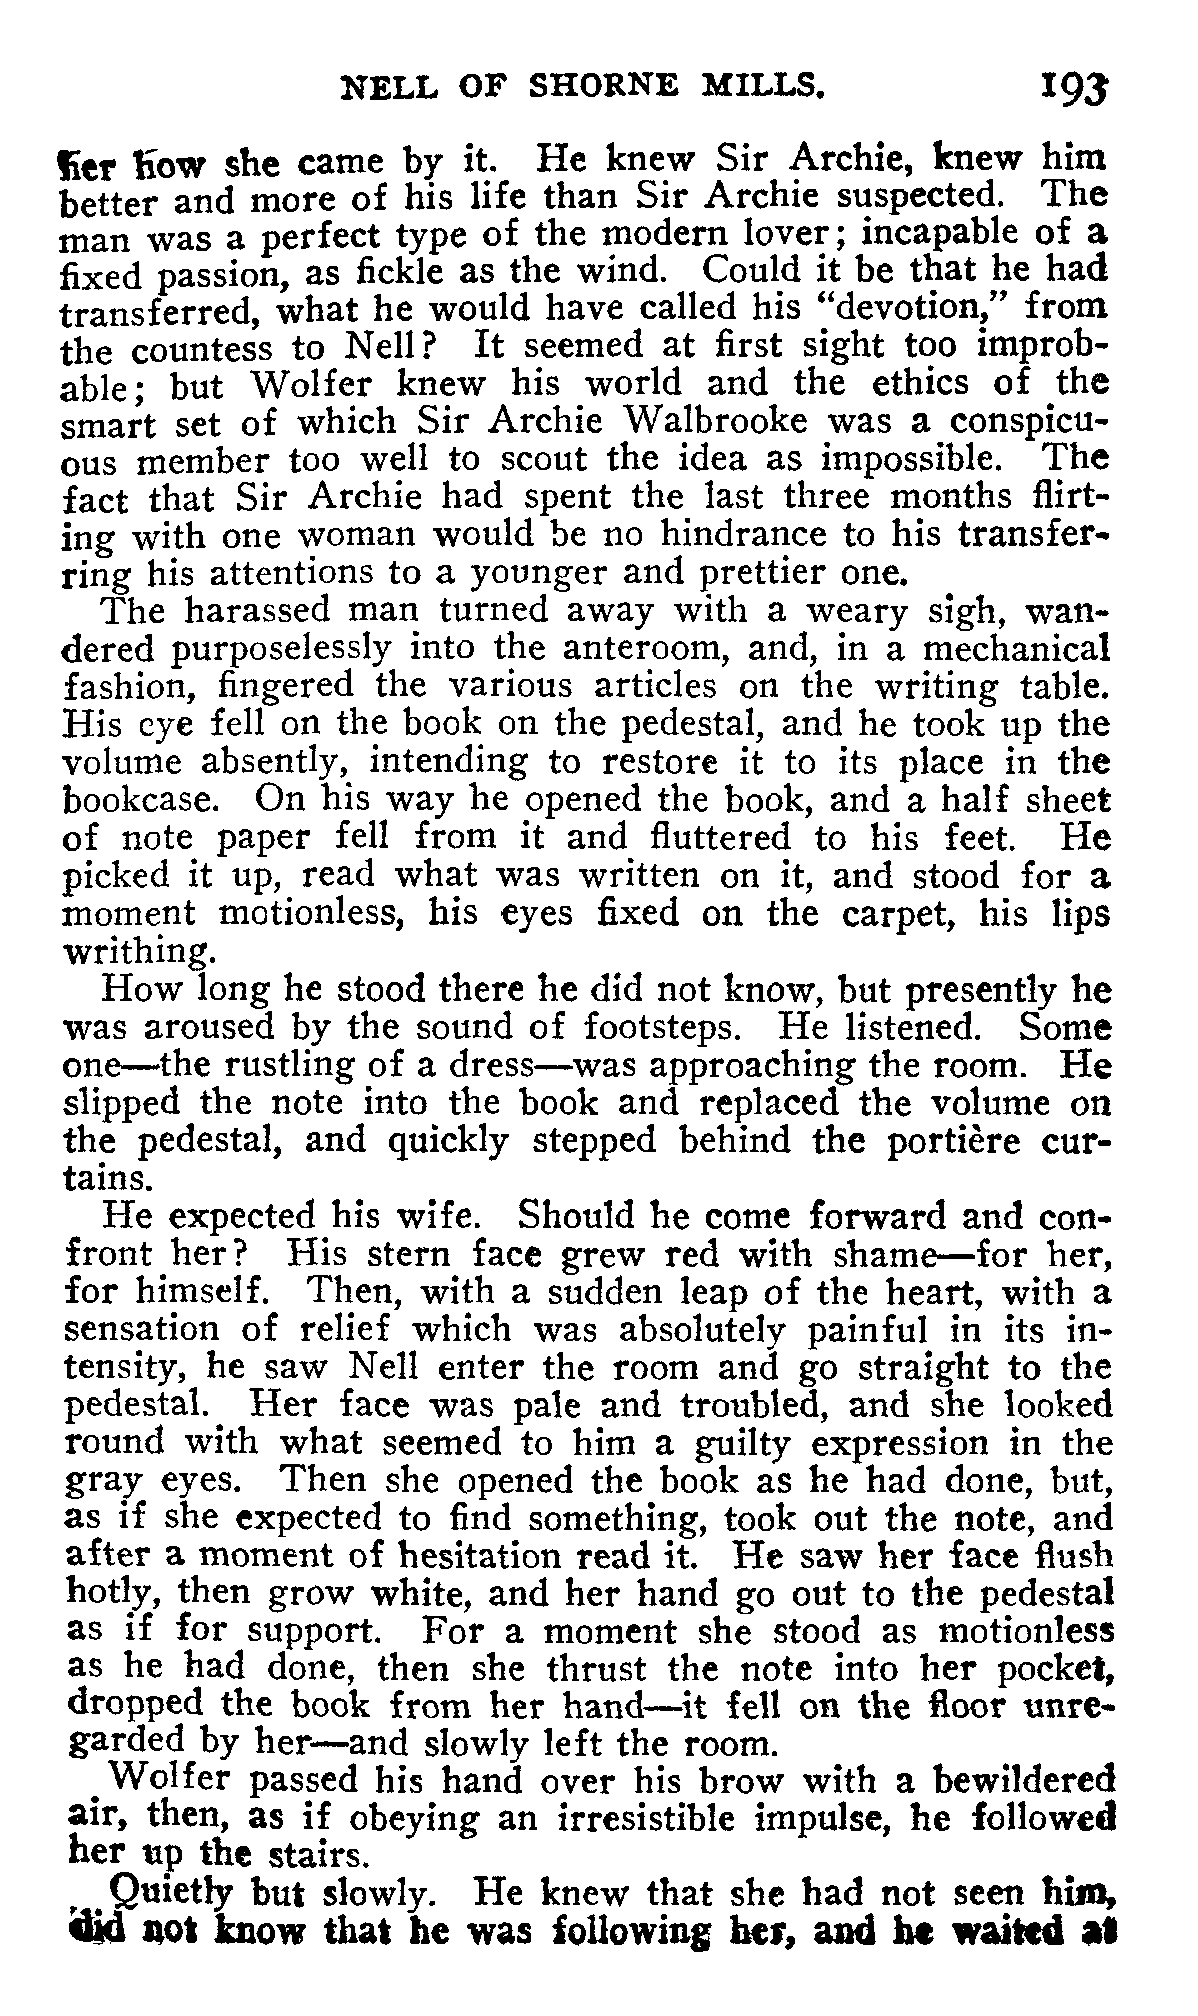 NELL OF SHORNE MILLS. 193
her how she came by it. He knew Sir Archie, knew him
better and more of his life than Sir Archie suspected. The
man was a perfect type of the modern lover; incapable of a
fixed passion, as fickle as the wind. Could it be that he had
transferred, what he would have called his “devotion,” from
the countess to Nell? It seemed at first sight too improb-
able; but Wolfer knew his world and the ethics of the
smart set of which Sir Archie Walbrooke was a conspicu-
ous member too well to scout the idea as impossible. The
fact that Sir Archie had spent the last three months flirt-
ing with one woman would be no hindrance to his transfer-
ring his attentions to a younger and prettier one.
The harassed man turned away with a weary sigh, wan-
dered purposelessly into the anteroom, and, in a mechanical
fashion, fingered the various articles on the writing table.
His eye fell on the book on the pedestal, and he took up the
volume absently, intending to restore it to its place in the
bookcase. On his way he opened the book, and a half sheet
of note paper fell from it and fluttered to his feet. He
picked it up, read what was written on it, and stood for a
moment motionless, his eyes fixed on the carpet, his lips
writhing.
How long he stood there he did not know, but presently he
was aroused by the sound of footsteps. He listened. Some
one—the rustling of a dress—was approaching the room. He
slipped the note into the book and replaced the volume on
the pedestal, and quickly stepped behind the portière cur-
tains.
He expected his wife. Should he come forward and con-
front her? His stern face grew red with shame—for her,
for himself. Then, with a sudden leap of the heart, with a
sensation of relief which was absolutely painful in its in-
tensity, he saw Nell enter the room and go straight to the
pedestal. Her face was pale and troubled, and she looked
round with what seemed to him a guilty expression in the
gray eyes. Then she opened the book as he had done, but,
as if she expected to find something, took out the note, and
after a moment of hesitation read it. He saw her face flush
hotly, then grow white, and her hand go out to the pedestal
as if for support. For a moment she stood as motionless
as he had done, then she thrust the note into her pocket,
dropped the book from her hand—it fell on the floor unre-
garded by her—and slowly left the room.
Wolfer passed his hand over his brow with a bewildered
air, then, as if obeying an irresistible impulse, he followed
her up the stairs.
Quietly but slowly. He knew that she had not seen him,
did not know that he was following her, and he waited at